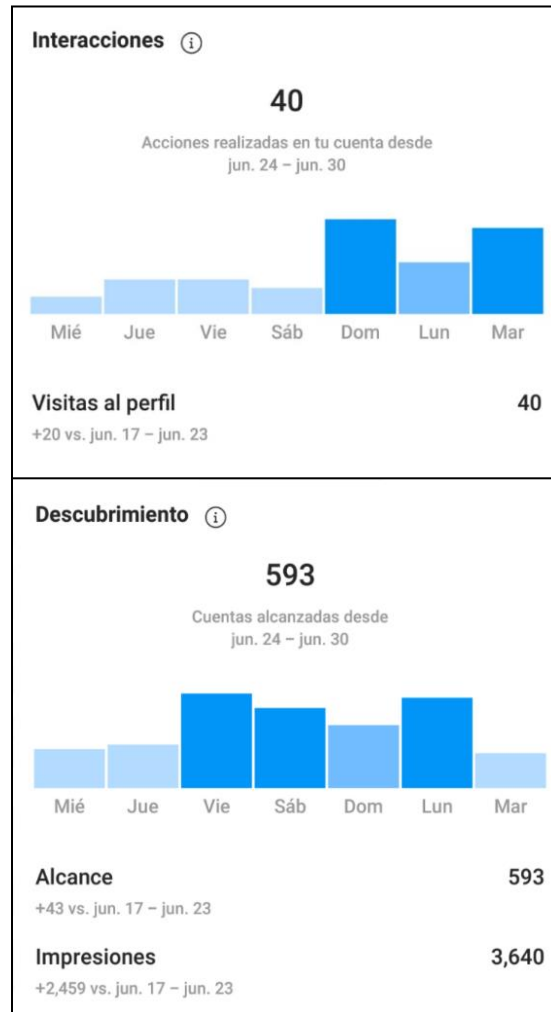 Interacciones
40
Acciones realizadas en tu cuenta desde
jun. 24 – jun. 30
Mié Jue Vie Sáb Dom Lun Mar
Visitas al perfil 40
+20 vs. jun. 17 – jun. 23
Descubrimiento
593
Cuentas alcanzadas desde
jun. 24 – jun. 30
Mié Jue Vie Sáb Dom Lun Mar
Alcance 593
+43 vs. jun. 17 – jun. 23
Impresiones 3,640
+2,459 vs. jun. 17 – jun. 23